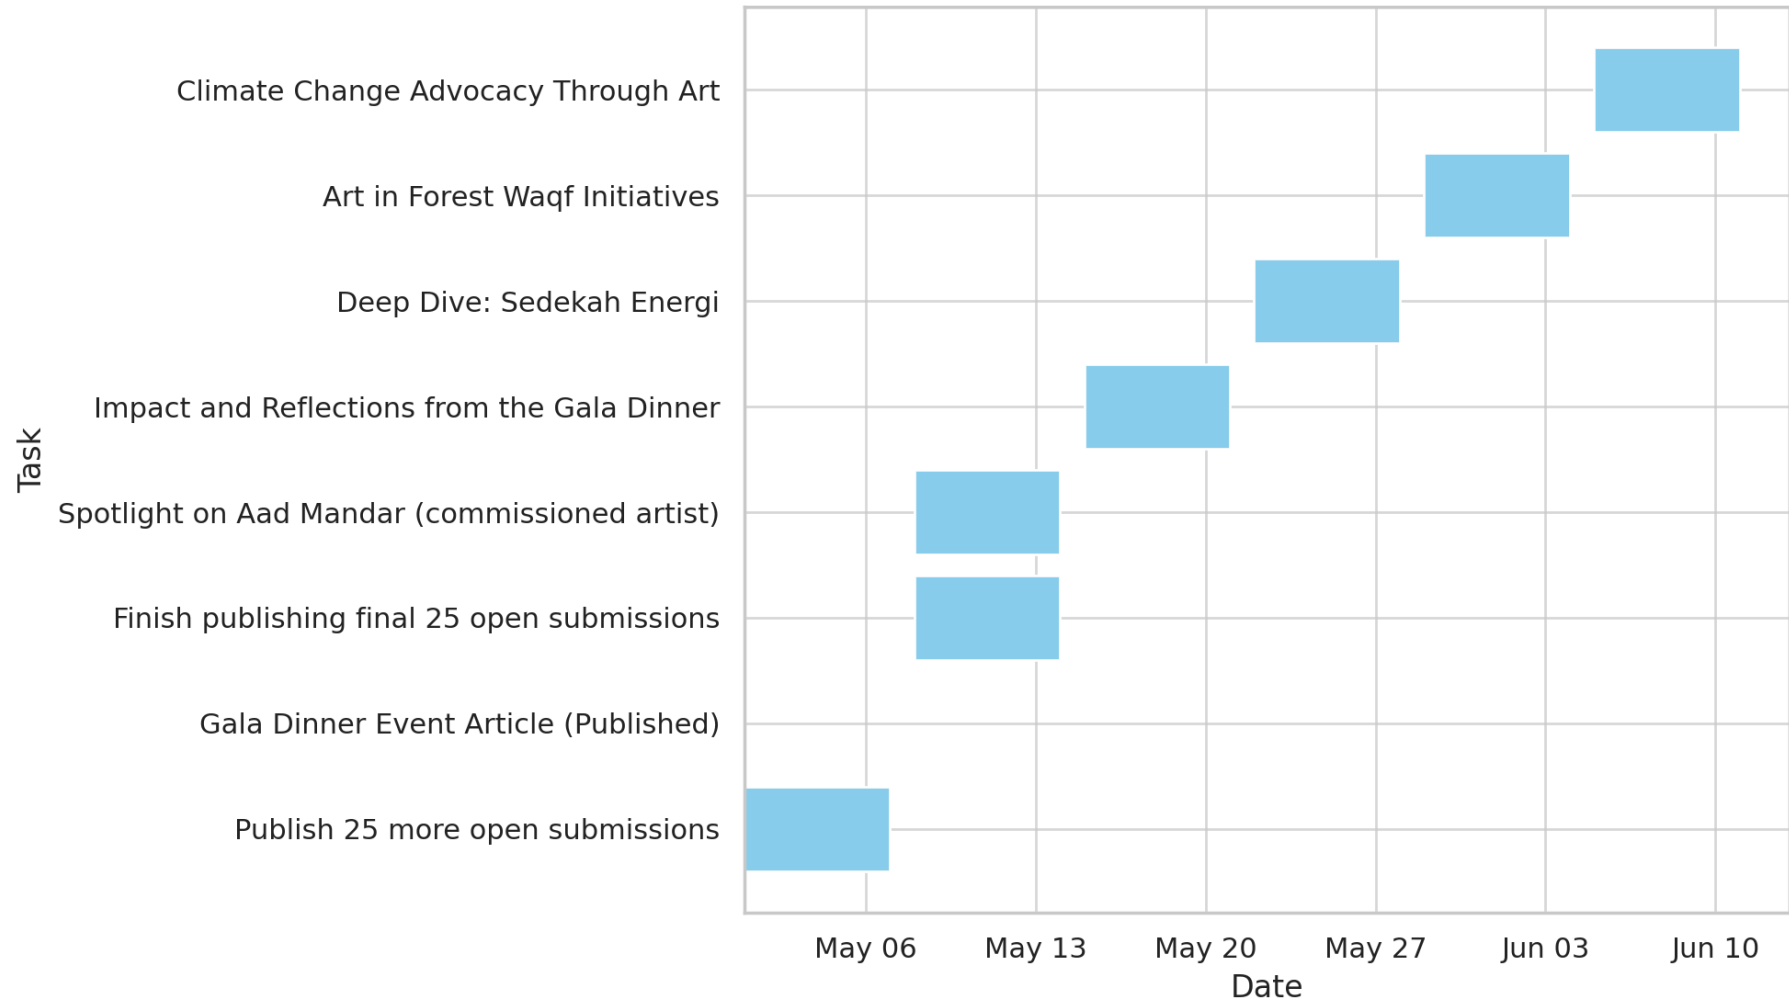 Climate Change Advocacy Through Art
Art in Forest Waqf Initiatives
Deep Dive: Sedekah Energi
Impact and Reflections from the Gala Dinner
Spotlight on Aad Mandar (commissioned artist)
Finish publishing final 25 open submissions
Gala Dinner Event Article (Published)
Publish 25 more open submissions
Task
May 06 May 13 May 20 May 27 Jun 03 Jun 10
Date